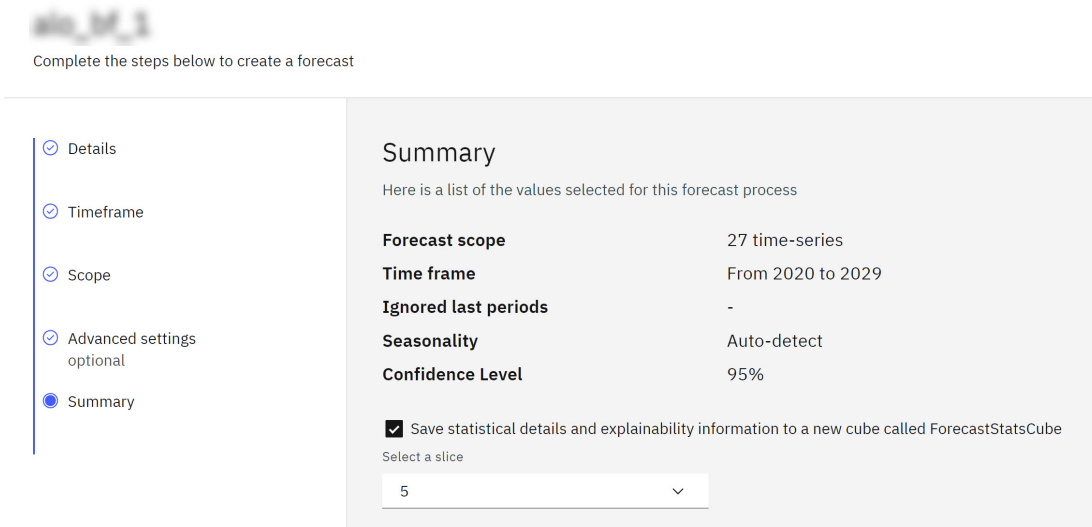 Complete the steps below to create a forecast
Details
Timeframe
Scope
Advanced settings
optional
Summary
Summary
Here is a list of the values selected for this forecast process
Forecast scope 27 time-series
Time frame From 2020 to 2029
Ignored last periods -
Seasonality Auto-detect
Confidence Level 95%
Save statistical details and explainability information to a new cube called ForecastStatsCube
Select a slice
5